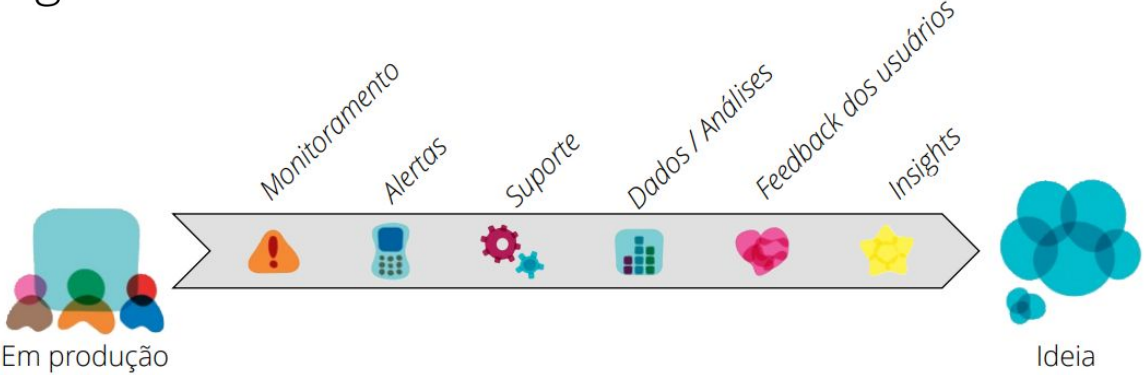 Monitoramento
Alertas
Suporte
Dados / Análises
Feedback dos usuários
Insights
Em produção
Ideia